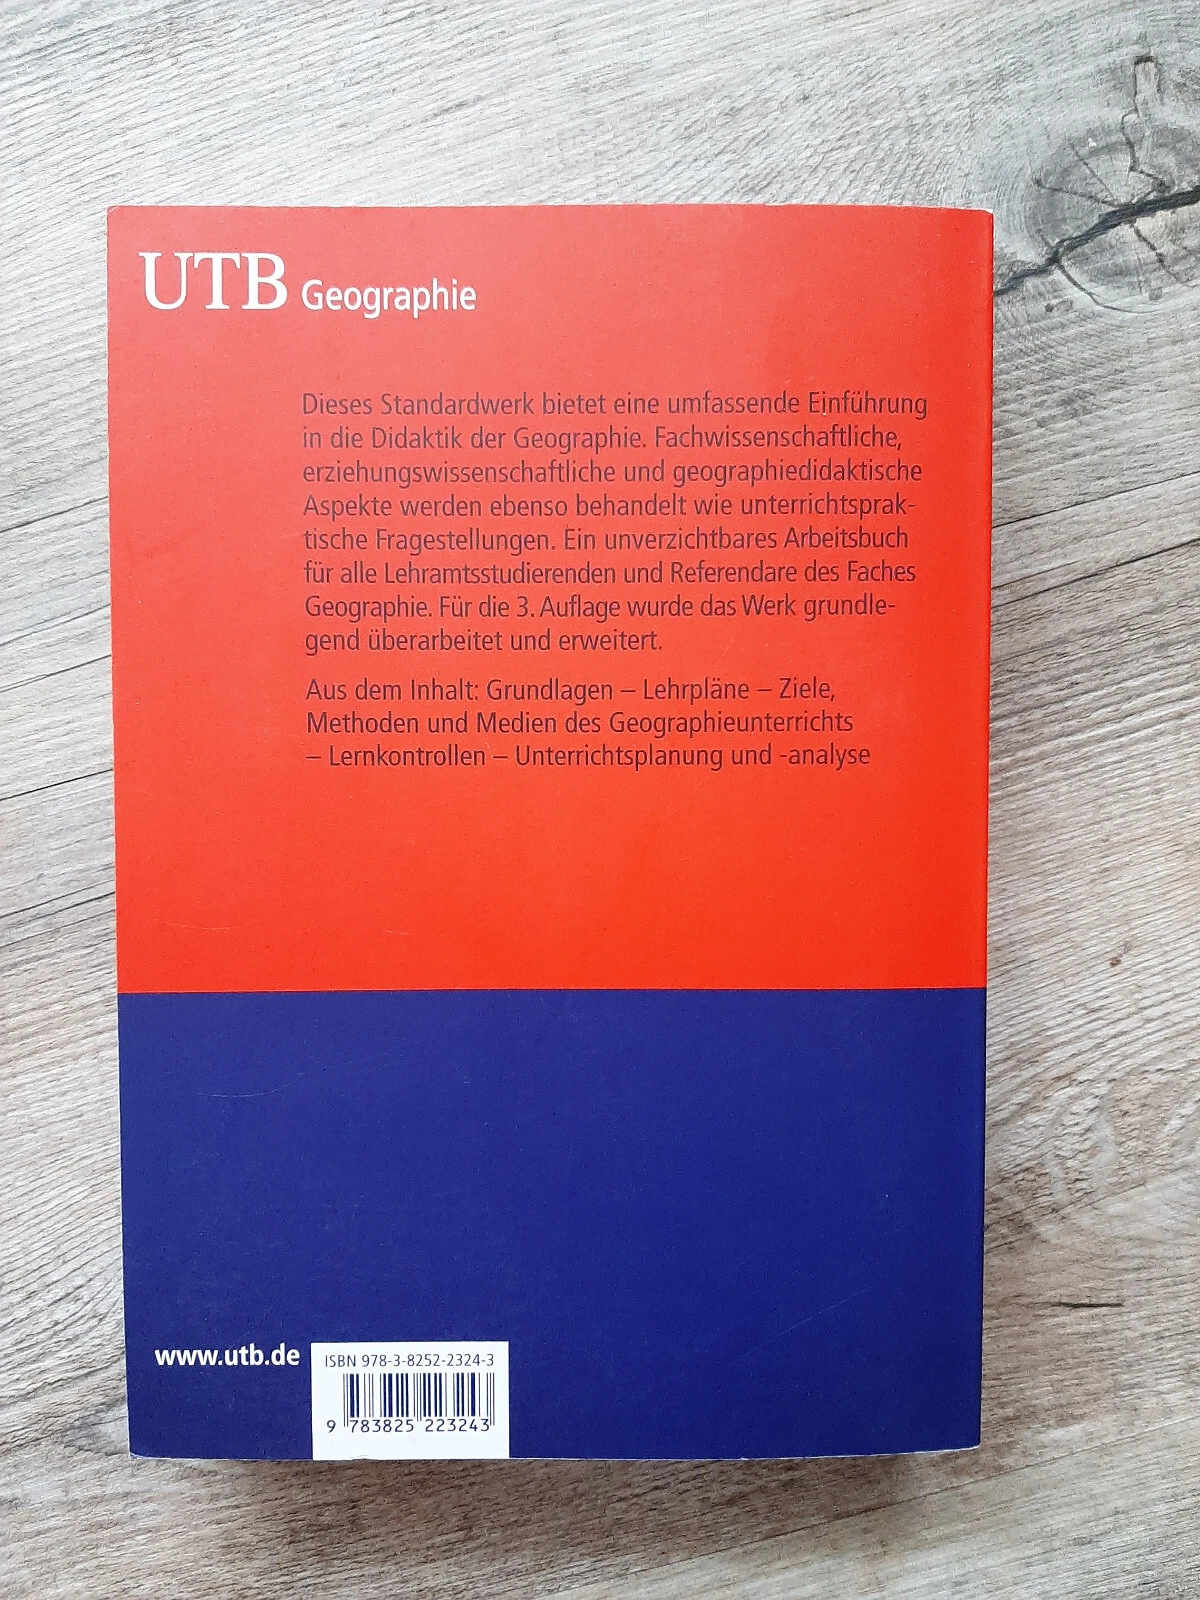 UTB Geographie
Dieses Standardwerk bietet eine umfassende Einführung
in die Didaktik der Geographie. Fachwissenschaftliche,
erziehungswissenschaftliche und geographiedidaktische
Aspekte werden ebenso behandelt wie unterrichtsprak-
tische Fragestellungen. Ein unverzichtbares Arbeitsbuch
für alle Lehramtsstudierenden und Referendare des Faches
Geographie. Für die 3. Auflage wurde das Werk grundle-
gend überarbeitet und erweitert.
Aus dem Inhalt: Grundlagen – Lehrpläne – Ziele,
Methoden und Medien des Geographieunterrichts
– Lernkontrollen – Unterrichtsplanung und -analyse
www.utb.de
ISBN 978-3-8252-2324-3
9 783825 223243